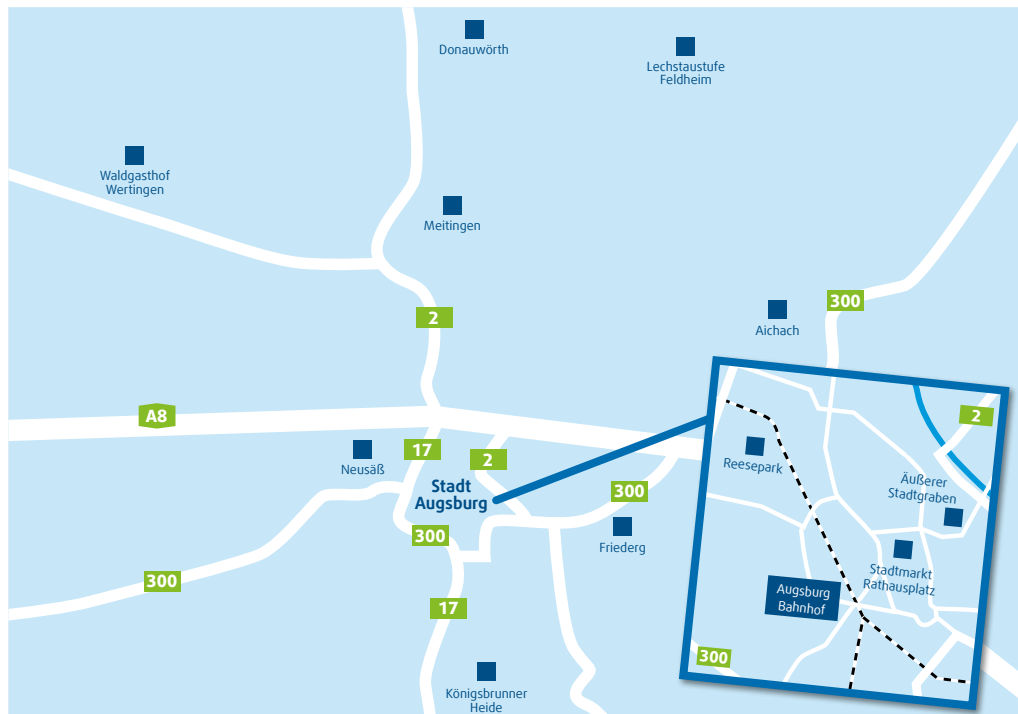 Donauwörth
Lechstaustufe
Feldheim
Waldgasthof
Wertingen
Meitingen
300
2
Aichach
A8
17
2
Neusäß
Stadt
Augsburg
300
300
Friederg
300
17
Königsbrunner
Heide
2
Reesepark
Äußerer
Stadtgraben
Stadtmarkt
Rathausplatz
Augsburg
Bahnhof
300